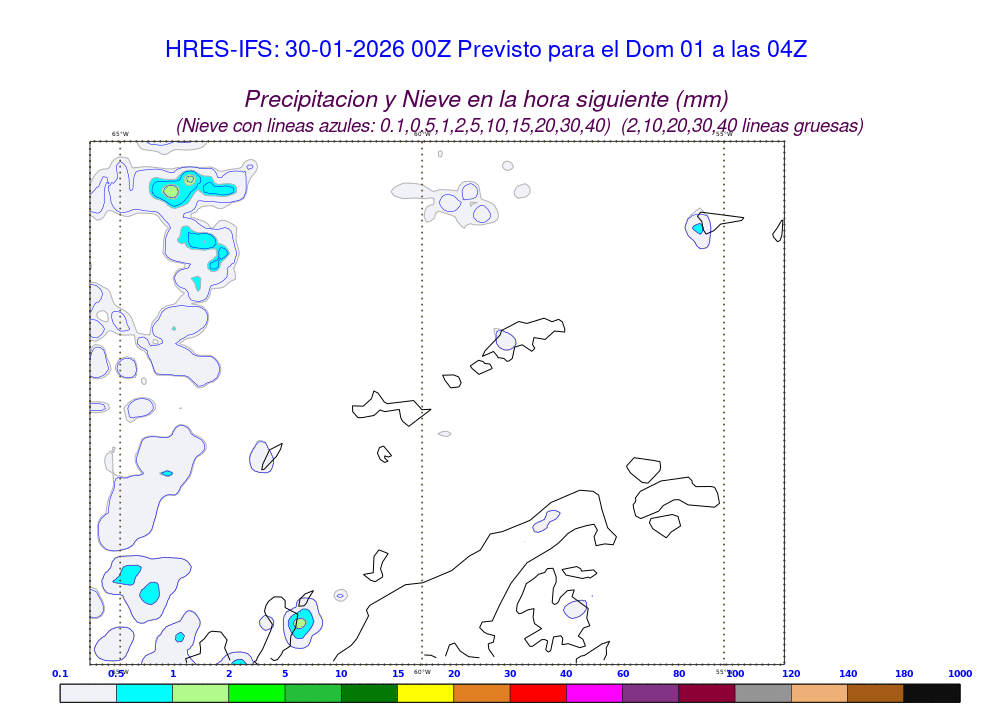 HRES-IFS: 30-01-2026 00Z Previsto para el Dom 01 a las 04Z
Precipitacion y Nieve en la hora siguiente (mm)
(Nieve con lineas azules: 0.1,0.5,1,2,5,10,15,20,30,40)  (2,10,20,30,40 lineas gruesas)
65°W 60°W 55°W
65°W 60°W 55°W
0.1 0.5 1 2 5 10 15 20 30 40 60 80 100 120 140 180 1000